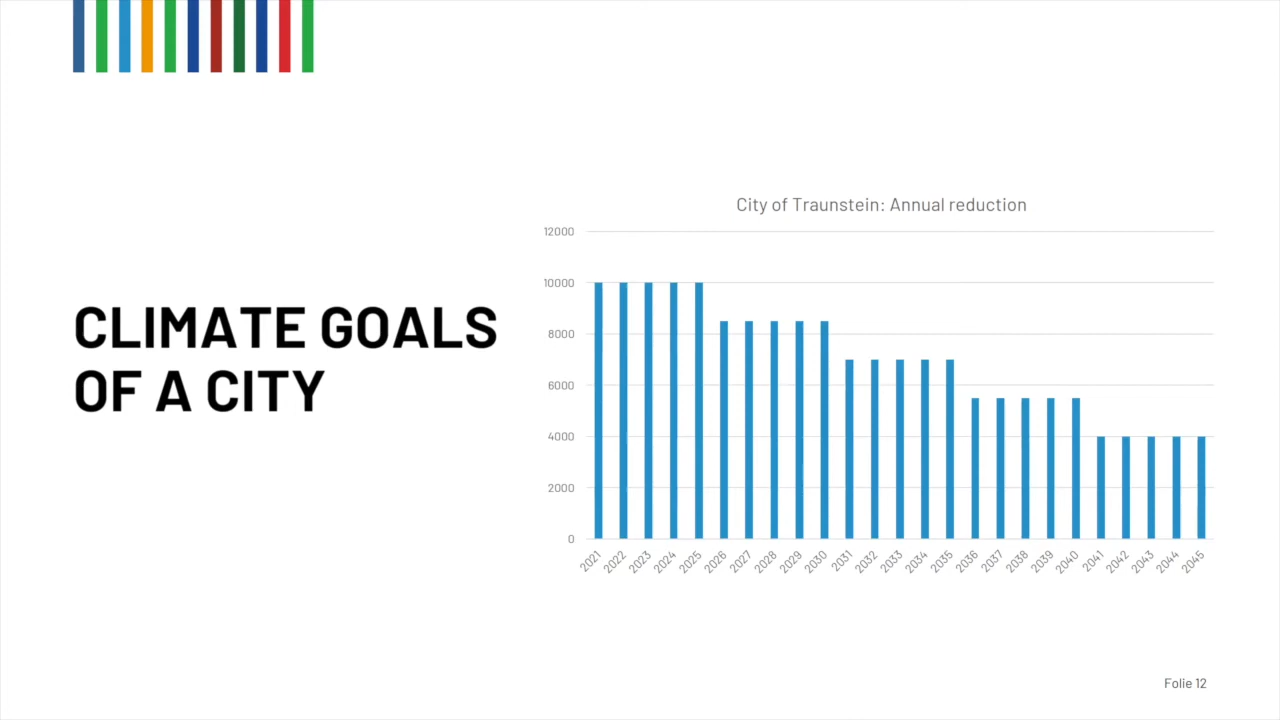 CLIMATE GOALS
OF A CITY
City of Traunstein: Annual reduction
12000
10000
8000
6000
4000
2000
0
2021 2022 2023 2024 2025 2026 2027 2028 2029 2030 2031 2032 2033 2034 2035 2036 2037 2038 2039 2040 2041 2042 2043 2044 2045
Folie 12